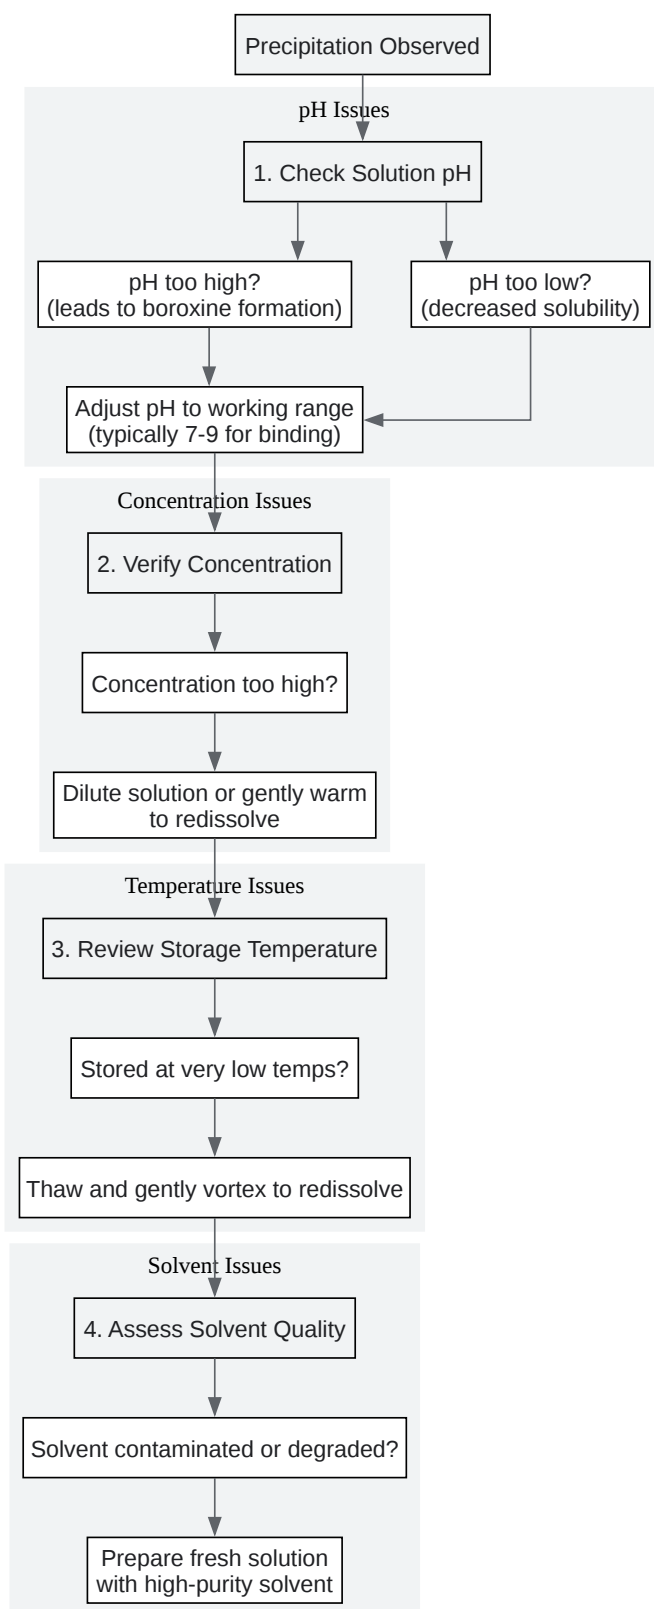 Precipitation Observed
pH Issues
1. Check Solution pH
pH too high?
(leads to boroxine formation)
pH too low?
(decreased solubility)
Adjust pH to working range
(typically 7-9 for binding)
Concentration Issues
2. Verify Concentration
Concentration too high?
Dilute solution or gently warm
to redissolve
Temperature Issues
3. Review Storage Temperature
Stored at very low temps?
Thaw and gently vortex to redissolve
Solvent Issues
4. Assess Solvent Quality
Solvent contaminated or degraded?
Prepare fresh solution
with high-purity solvent